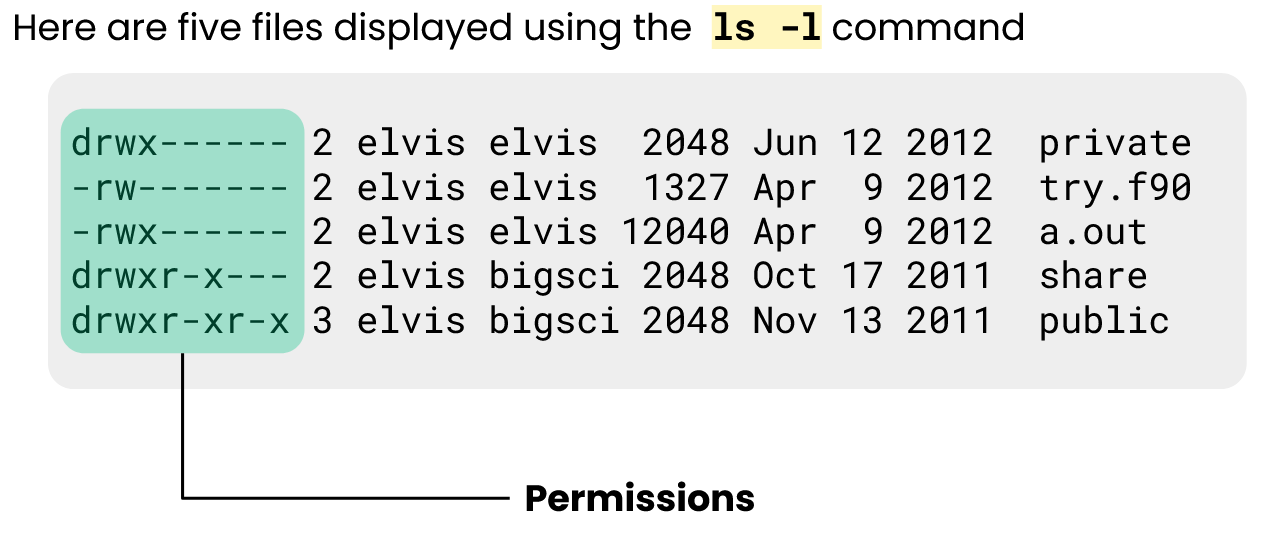 Here are five files displayed using the ls -l command
drwx------ 2 elvis elvis  2048 Jun 12 2012  private
-rw------- 2 elvis elvis  1327 Apr  9 2012  try.f90
-rwx------ 2 elvis elvis 12040 Apr  9 2012  a.out
drwxr-x--- 2 elvis bigsci 2048 Oct 17 2011  share
drwxr-xr-x 3 elvis bigsci 2048 Nov 13 2011  public
Permissions